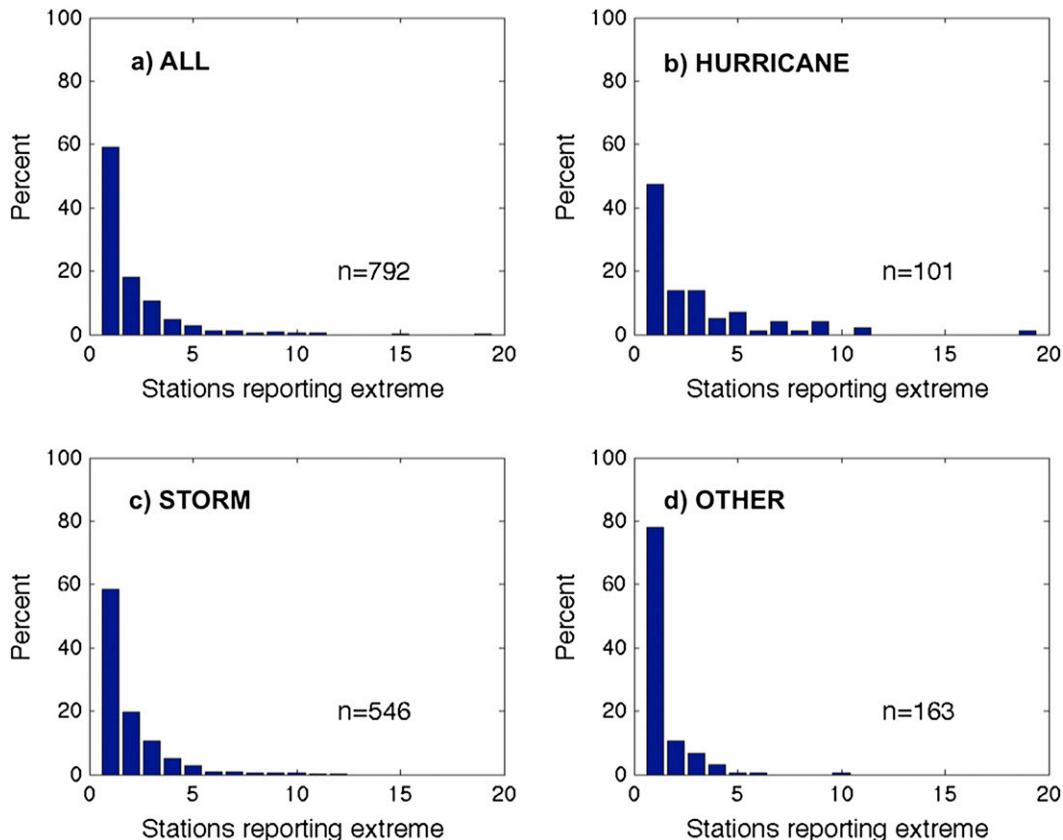 a) ALL
Percent
100
80
60
40
20
0
n=792
0 5 10 15 20
Stations reporting extreme
b) HURRICANE
Percent
100
80
60
40
20
0
n=101
0 5 10 15 20
Stations reporting extreme
c) STORM
Percent
100
80
60
40
20
0
n=546
0 5 10 15 20
Stations reporting extreme
d) OTHER
Percent
100
80
60
40
20
0
n=163
0 5 10 15 20
Stations reporting extreme